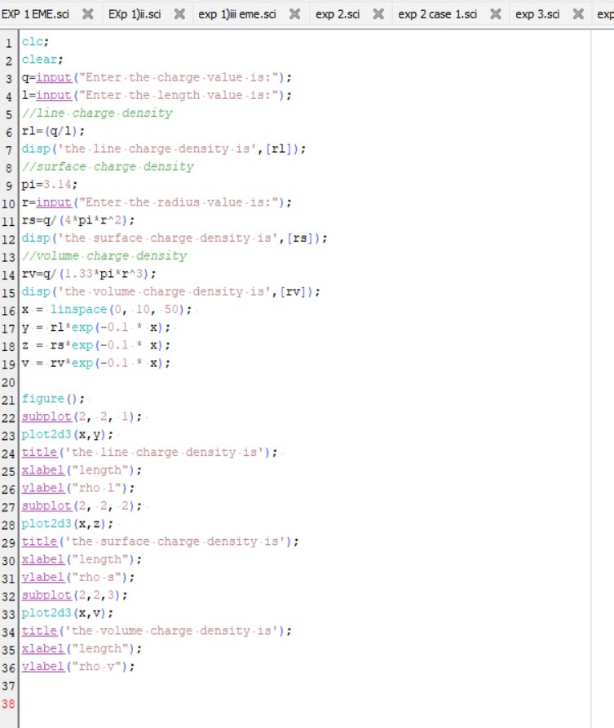 EXP 1 EME.sci EXp 1)ii.sci exp 1)iii eme.sci exp 2.sci exp 2 case 1.sci exp 3.sci exp
1 clc;
2 clear;
3 q=input("Enter the charge value is:");
4 l=input("Enter the length value is:");
5 //line charge density
6 rl=(q/l);
7 disp('the line charge density is',[rl]);
8 //surface charge density
9 pi=3.14;
10 r=input("Enter the radius value is:");
11 rs=q/(4*pi*r^2);
12 disp('the surface charge density is',[rs]);
13 //volume charge density
14 rv=q/(1.33*pi*r^3);
15 disp('the volume charge density is',[rv]);
16 x = linspace(0, 10, 50);
17 y = rl*exp(-0.1 * x);
18 z = rs*exp(-0.1 * x);
19 v = rv*exp(-0.1 * x);
20
21 figure();
22 subplot(2, 2, 1);
23 plot2d3(x,y);
24 title('the line charge density is');
25 xlabel("length");
26 ylabel("rho l");
27 subplot(2, 2, 2);
28 plot2d3(x,z);
29 title('the surface charge density is');
30 xlabel("length");
31 ylabel("rho s");
32 subplot(2,2,3);
33 plot2d3(x,v);
34 title('the volume charge density is');
35 xlabel("length");
36 ylabel("rho v");
37
38